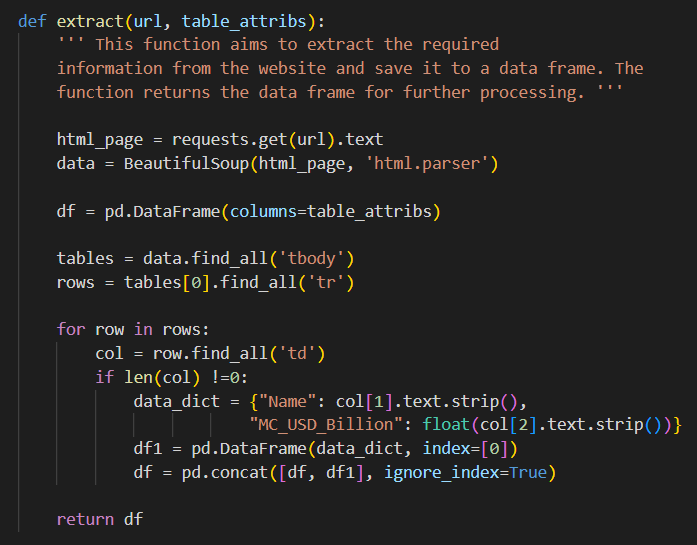 def extract(url, table_attribs):
    ''' This function aims to extract the required
    information from the website and save it to a data frame. The
    function returns the data frame for further processing. '''
    html_page = requests.get(url).text
    data = BeautifulSoup(html_page, 'html.parser')
    df = pd.DataFrame(columns=table_attribs)
    tables = data.find_all('tbody')
    rows = tables[0].find_all('tr')
    for row in rows:
        col = row.find_all('td')
        if len(col) !=0:
            data_dict = {"Name": col[1].text.strip(),
                        "MC_USD_Billion": float(col[2].text.strip())}
            df1 = pd.DataFrame(data_dict, index=[0])
            df = pd.concat([df, df1], ignore_index=True)
    return df